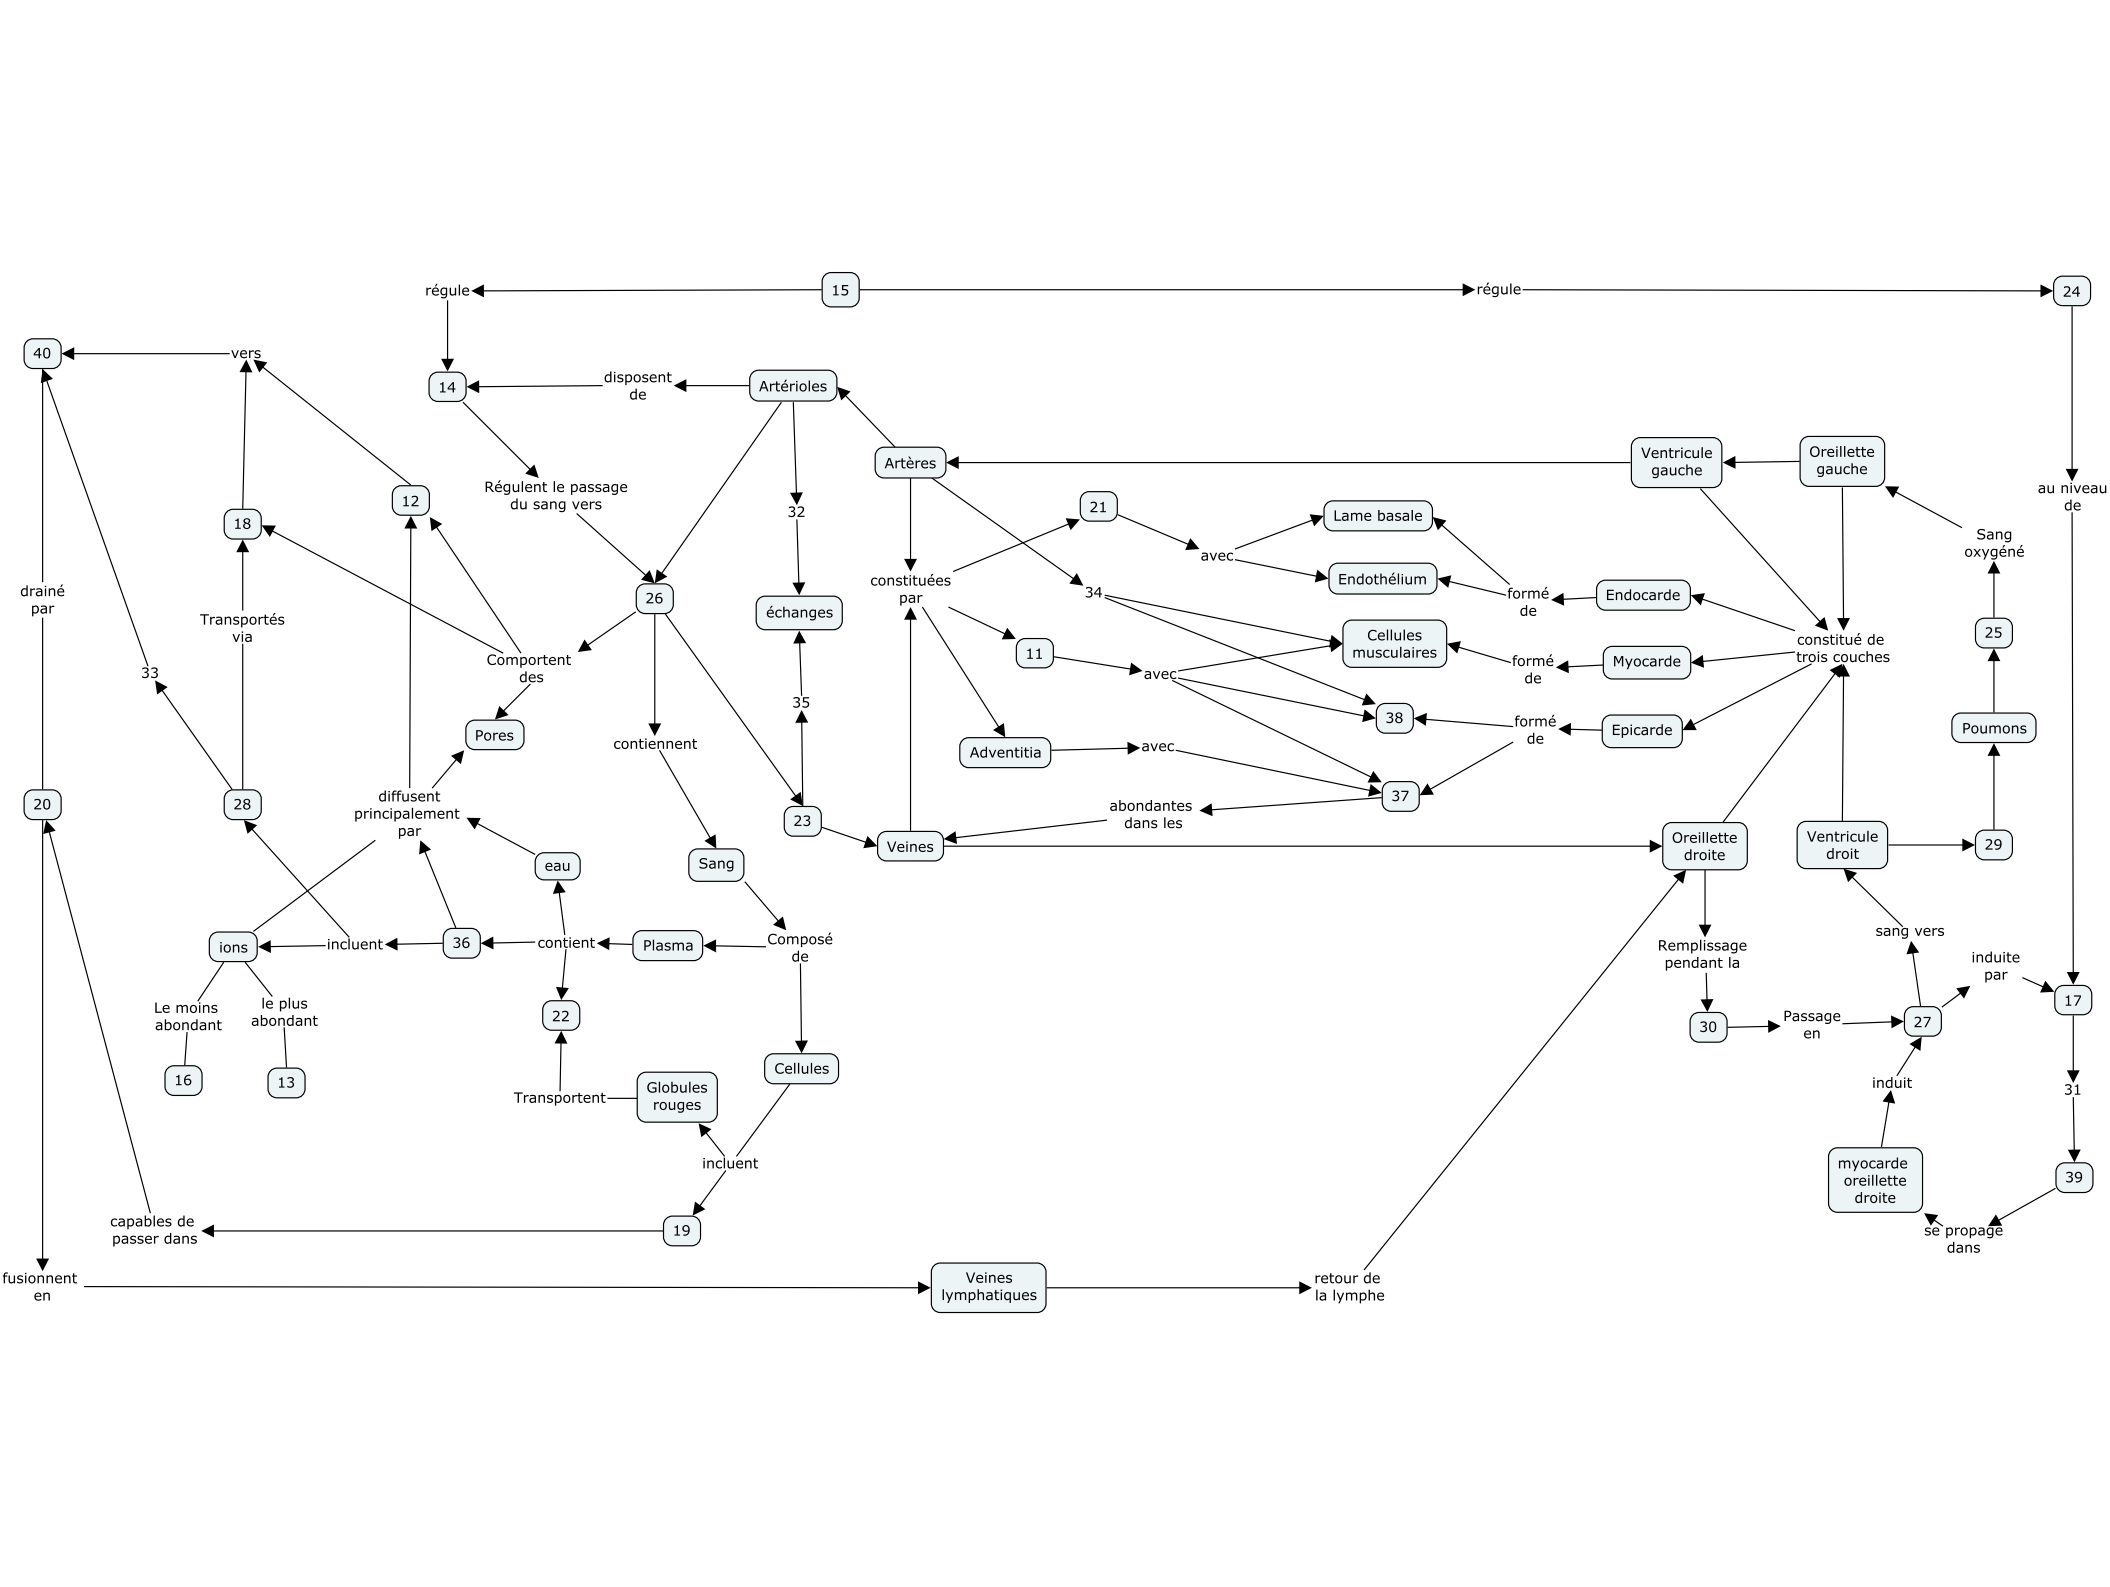 15
régule
régule
24
40
vers
14
disposent
de
Artérioles
Artères
Ventricule
gauche
Oreillette
gauche
au niveau
de
Régulent le passage
du sang vers
12
18
32
21
Lame basale
avec
Sang
oxygéné
constituées
par
Endothélium
34
formé
de
Endocarde
drainé
par
26
échanges
Transportés
via
25
Cellules
musculaires
constitué de
trois couches
11
avec
formé
de
Myocarde
Comportent
des
33
35
38
formé
de
Epicarde
Poumons
Pores
contiennent
Adventitia
avec
37
20
28
diffusent
principalement
par
23
abondantes
dans les
Veines
Oreillette
droite
Ventricule
droit
29
eau
Sang
ions
incluent
36
contient
Plasma
Composé
de
Remplissage
pendant la
sang vers
induite
par
17
Le moins
abondant
le plus
abondant
22
30
Passage
en
27
16
13
Transportent
Globules
rouges
Cellules
induit
31
incluent
myocarde
oreillette
droite
39
capables de
passer dans
19
se propage
dans
fusionnent
en
Veines
lymphatiques
retour de
la lymphe